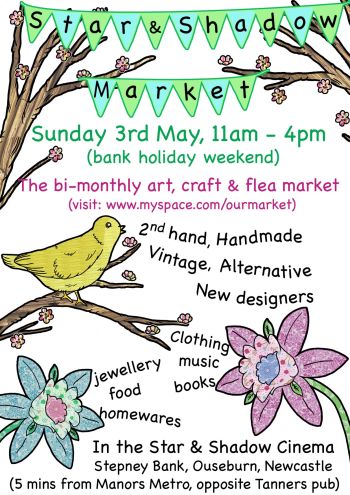 Star & Shadow
Market
Sunday 3rd May, 11am - 4pm
(bank holiday weekend)
The bi-monthly art, craft & flea market
(visit: www.myspace.com/ourmarket)
2nd hand, Handmade
Vintage, Alternative
New designers
Clothing
music
books
jewellery
food
homewares
In the Star & Shadow Cinema
Stepney Bank, Ouseburn, Newcastle
(5 mins from Manors Metro, opposite Tanners pub)